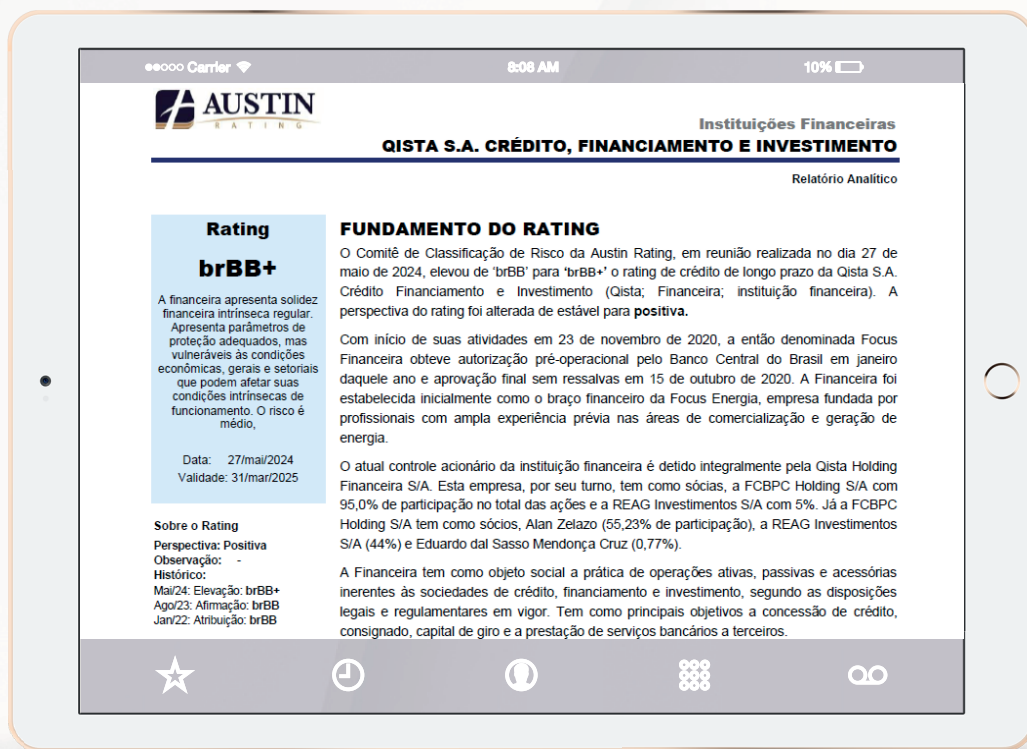 Carrier
8:08 AM
10%
AUSTIN
RATING
Instituições Financeiras
QISTA S.A. CRÉDITO, FINANCIAMENTO E INVESTIMENTO
Relatório Analítico
Rating
brBB+
A financeira apresenta solidez
financeira intrínseca regular.
Apresenta parâmetros de
proteção adequados, mas
vulneráveis às condições
econômicas, gerais e setoriais
que podem afetar suas
condições intrínsecas de
funcionamento. O risco é
médio,
Data: 27/mai/2024
Validade: 31/mar/2025
Sobre o Rating
Perspectiva: Positiva
Observação: -
Histórico:
Mai/24: Elevação: brBB+
Ago/23: Afirmação: brBB
Jan/22: Atribuição: brBB
FUNDAMENTO DO RATING
O Comitê de Classificação de Risco da Austin Rating, em reunião realizada no dia 27 de
maio de 2024, elevou de 'brBB' para 'brBB+' o rating de crédito de longo prazo da Qista S.A.
Crédito Financiamento e Investimento (Qista; Financeira; instituição financeira). A
perspectiva do rating foi alterada de estável para positiva.
Com início de suas atividades em 23 de novembro de 2020, a então denominada Focus
Financeira obteve autorização pré-operacional pelo Banco Central do Brasil em janeiro
daquele ano e aprovação final sem ressalvas em 15 de outubro de 2020. A Financeira foi
estabelecida inicialmente como o braço financeiro da Focus Energia, empresa fundada por
profissionais com ampla experiência prévia nas áreas de comercialização e geração de
energia.
O atual controle acionário da instituição financeira é detido integralmente pela Qista Holding
Financeira S/A. Esta empresa, por seu turno, tem como sócias, a FCBPC Holding S/A com
95,0% de participação no total das ações e a REAG Investimentos S/A com 5%. Já a FCBPC
Holding S/A tem como sócios, Alan Zelazo (55,23% de participação), a REAG Investimentos
S/A (44%) e Eduardo dal Sasso Mendonça Cruz (0,77%).
A Financeira tem como objeto social a prática de operações ativas, passivas e acessórias
inerentes às sociedades de crédito, financiamento e investimento, segundo as disposições
legais e regulamentares em vigor. Tem como principais objetivos a concessão de crédito,
consignado, capital de giro e a prestação de serviços bancários a terceiros.